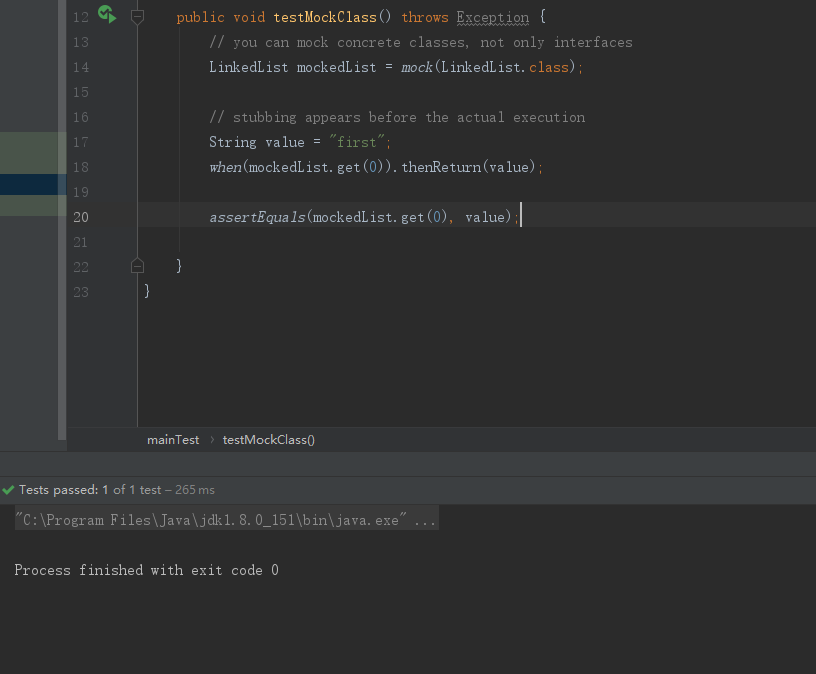 12 public void testMockClass() throws Exception {
13 // you can mock concrete classes, not only interfaces
14 LinkedList mockedList = mock(LinkedList.class);
15
16 // stubbing appears before the actual execution
17 String value = "first";
18 when(mockedList.get(0)).thenReturn(value);
19
20 assertEquals(mockedList.get(0), value);
21
22 }
23 }
mainTest › testMockClass()
Tests passed: 1 of 1 test – 265 ms
"C:\Program Files\Java\jdk1.8.0_151\bin\java.exe" ...
Process finished with exit code 0